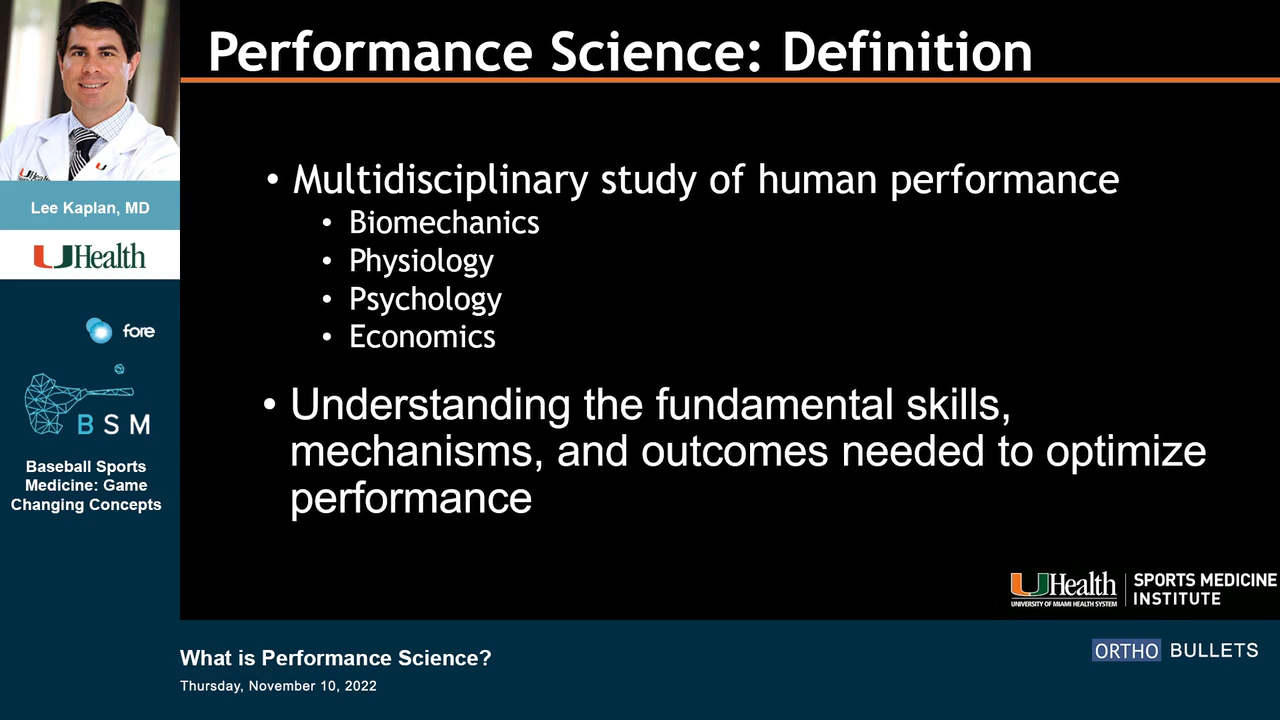 Performance Science: Definition
Lee Kaplan, MD
UHealth
fore
BSM
Baseball Sports
Medicine: Game
Changing Concepts
• Multidisciplinary study of human performance
• Biomechanics
• Physiology
• Psychology
• Economics
• Understanding the fundamental skills,
mechanisms, and outcomes needed to optimize
performance
UHealth
UNIVERSITY OF MIAMI HEALTH SYSTEM
SPORTS MEDICINE
INSTITUTE
What is Performance Science?
Thursday, November 10, 2022
ORTHO BULLETS